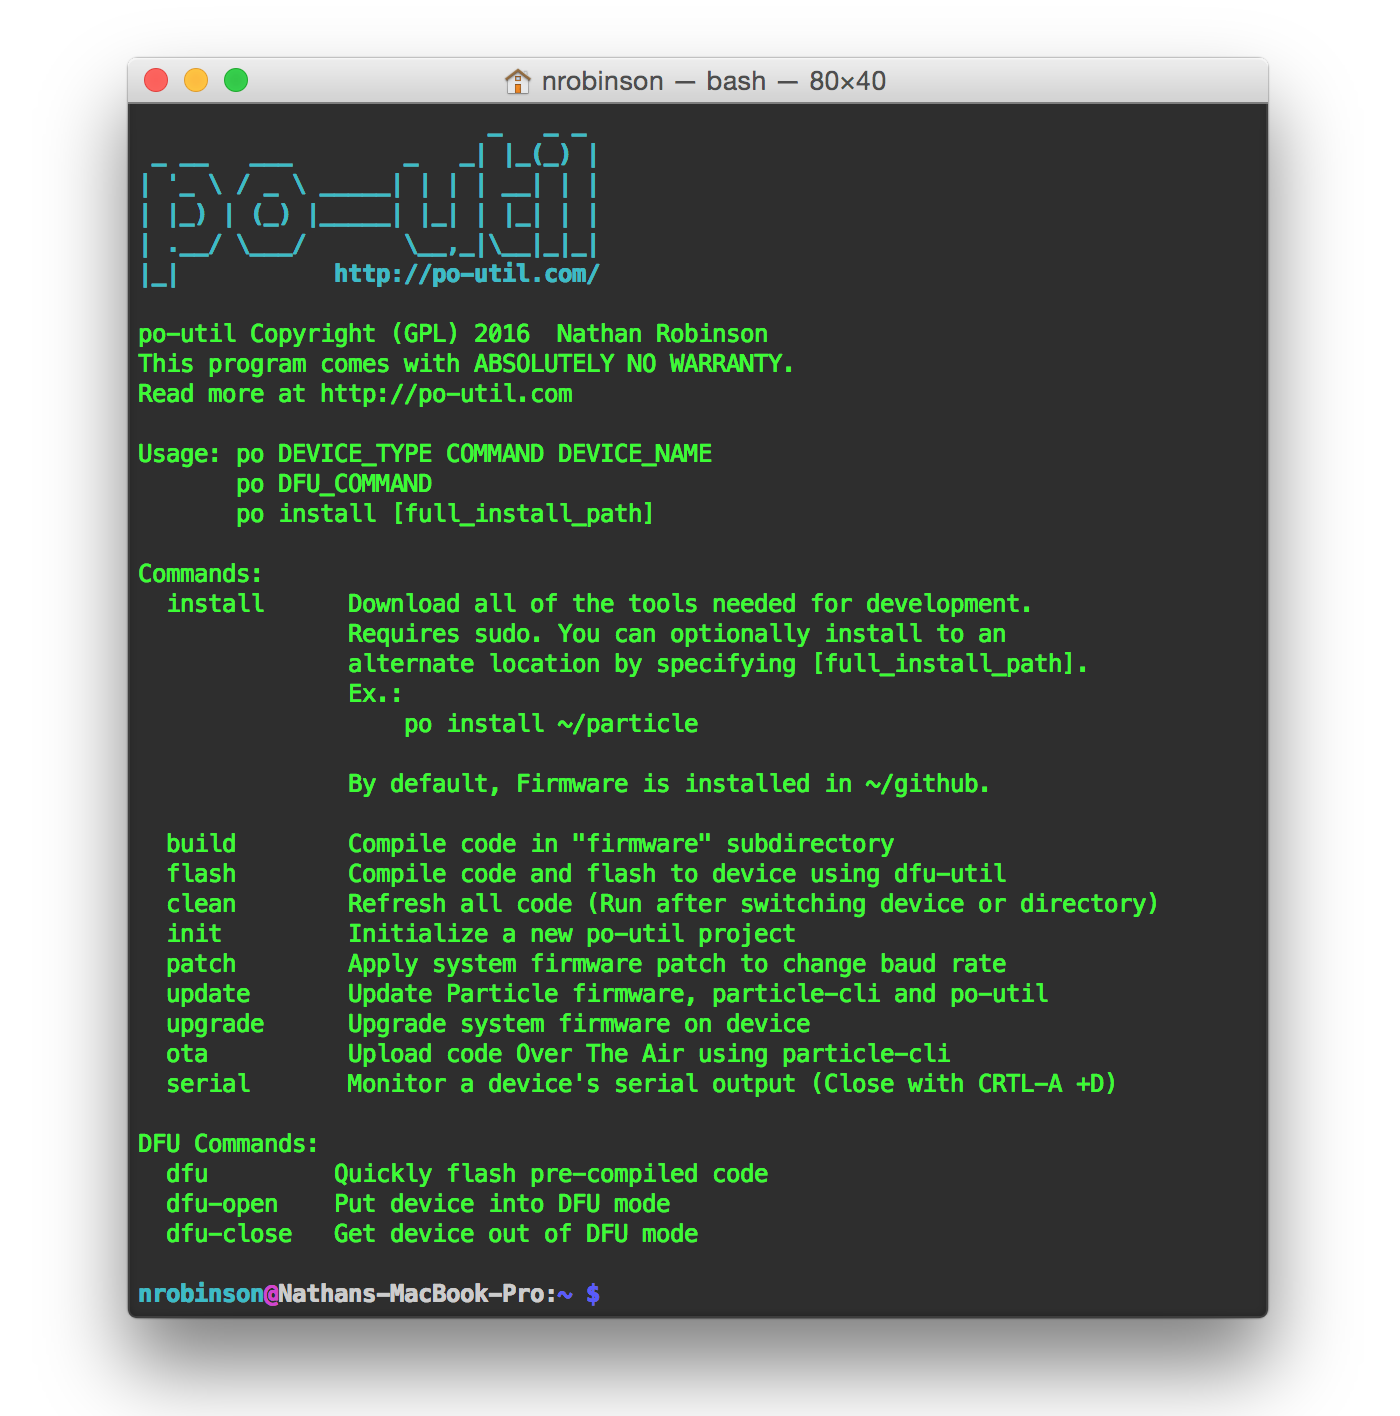 nrobinson — bash — 80×40
po-util
http://po-util.com/
po-util Copyright (GPL) 2016  Nathan Robinson
This program comes with ABSOLUTELY NO WARRANTY.
Read more at http://po-util.com
Usage: po DEVICE_TYPE COMMAND DEVICE_NAME
po DFU_COMMAND
po install [full_install_path]
Commands:
install      Download all of the tools needed for development.
Requires sudo. You can optionally install to an
alternate location by specifying [full_install_path].
Ex.:
po install ~/particle
By default, Firmware is installed in ~/github.
build        Compile code in "firmware" subdirectory
flash        Compile code and flash to device using dfu-util
clean        Refresh all code (Run after switching device or directory)
init         Initialize a new po-util project
patch        Apply system firmware patch to change baud rate
update       Update Particle firmware, particle-cli and po-util
upgrade      Upgrade system firmware on device
ota          Upload code Over The Air using particle-cli
serial       Monitor a device's serial output (Close with CRTL-A +D)
DFU Commands:
dfu         Quickly flash pre-compiled code
dfu-open    Put device into DFU mode
dfu-close   Get device out of DFU mode
nrobinson@Nathans-MacBook-Pro:~ $